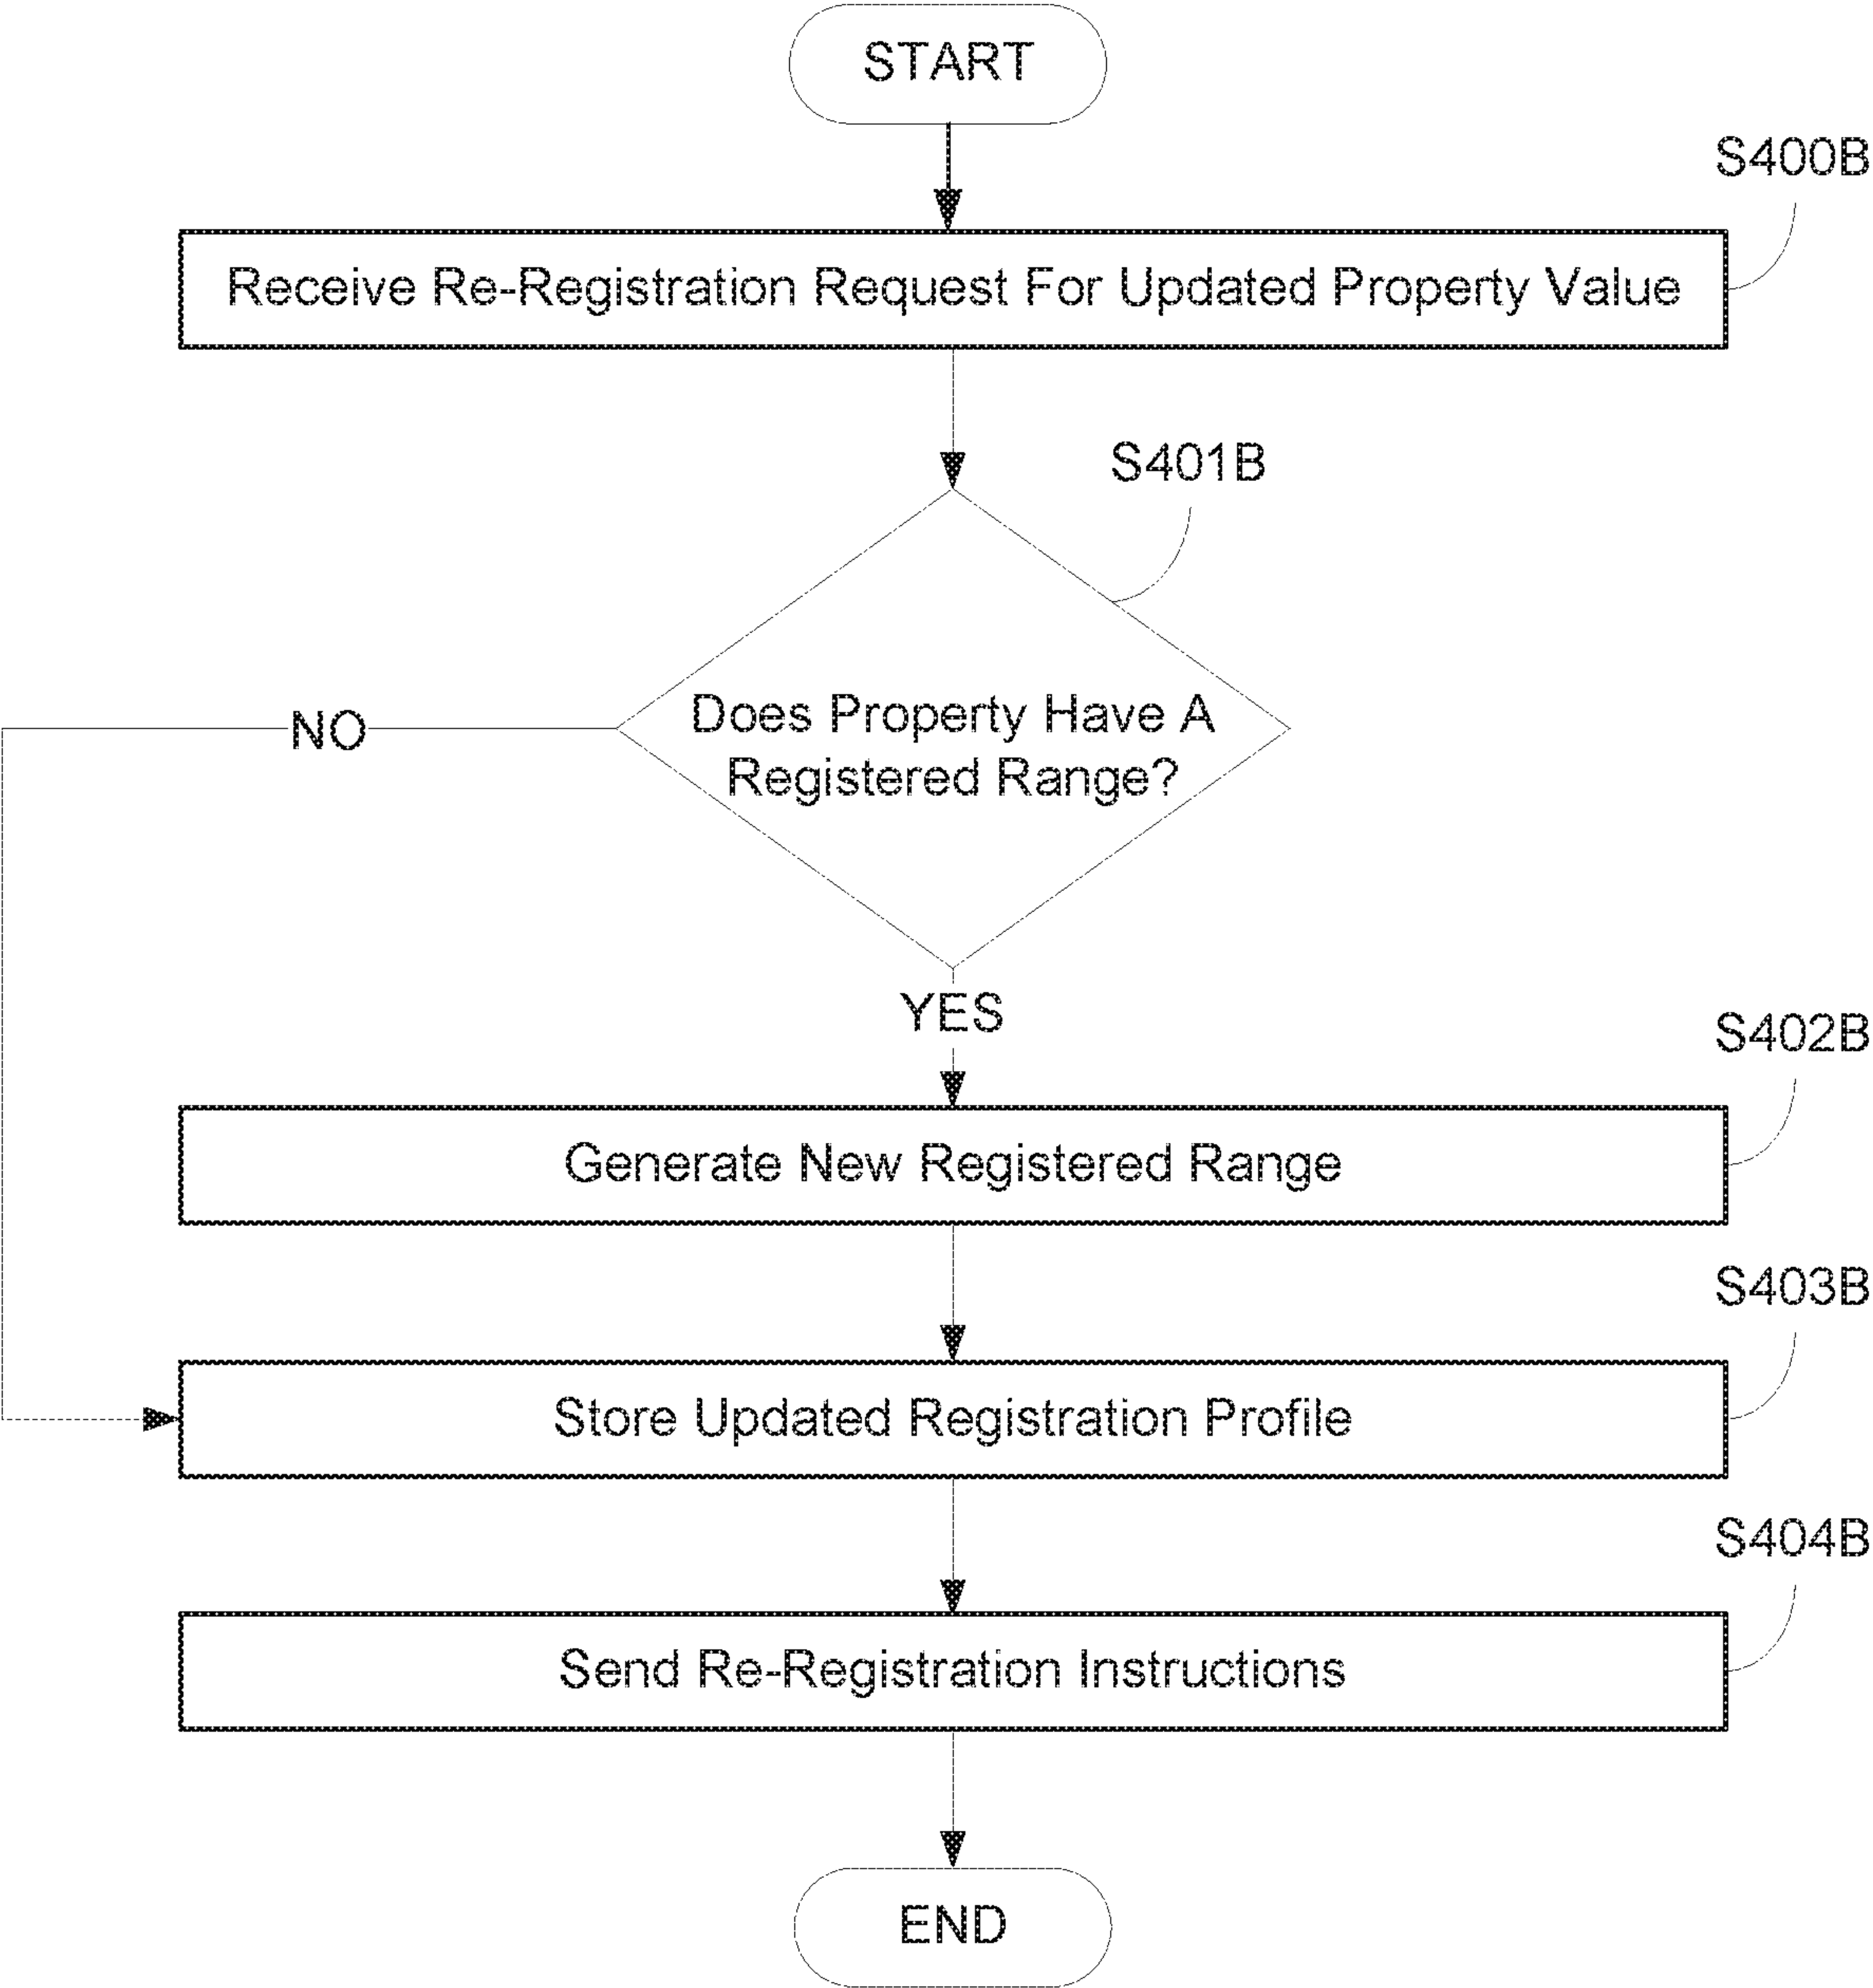 START
S400B
Receive Re-Registration Request For Updated Property Value
S401B
Does Property Have A
Registered Range?
NO
YES
S402B
Generate New Registered Range
S403B
Store Updated Registration Profile
S404B
Send Re-Registration Instructions
END